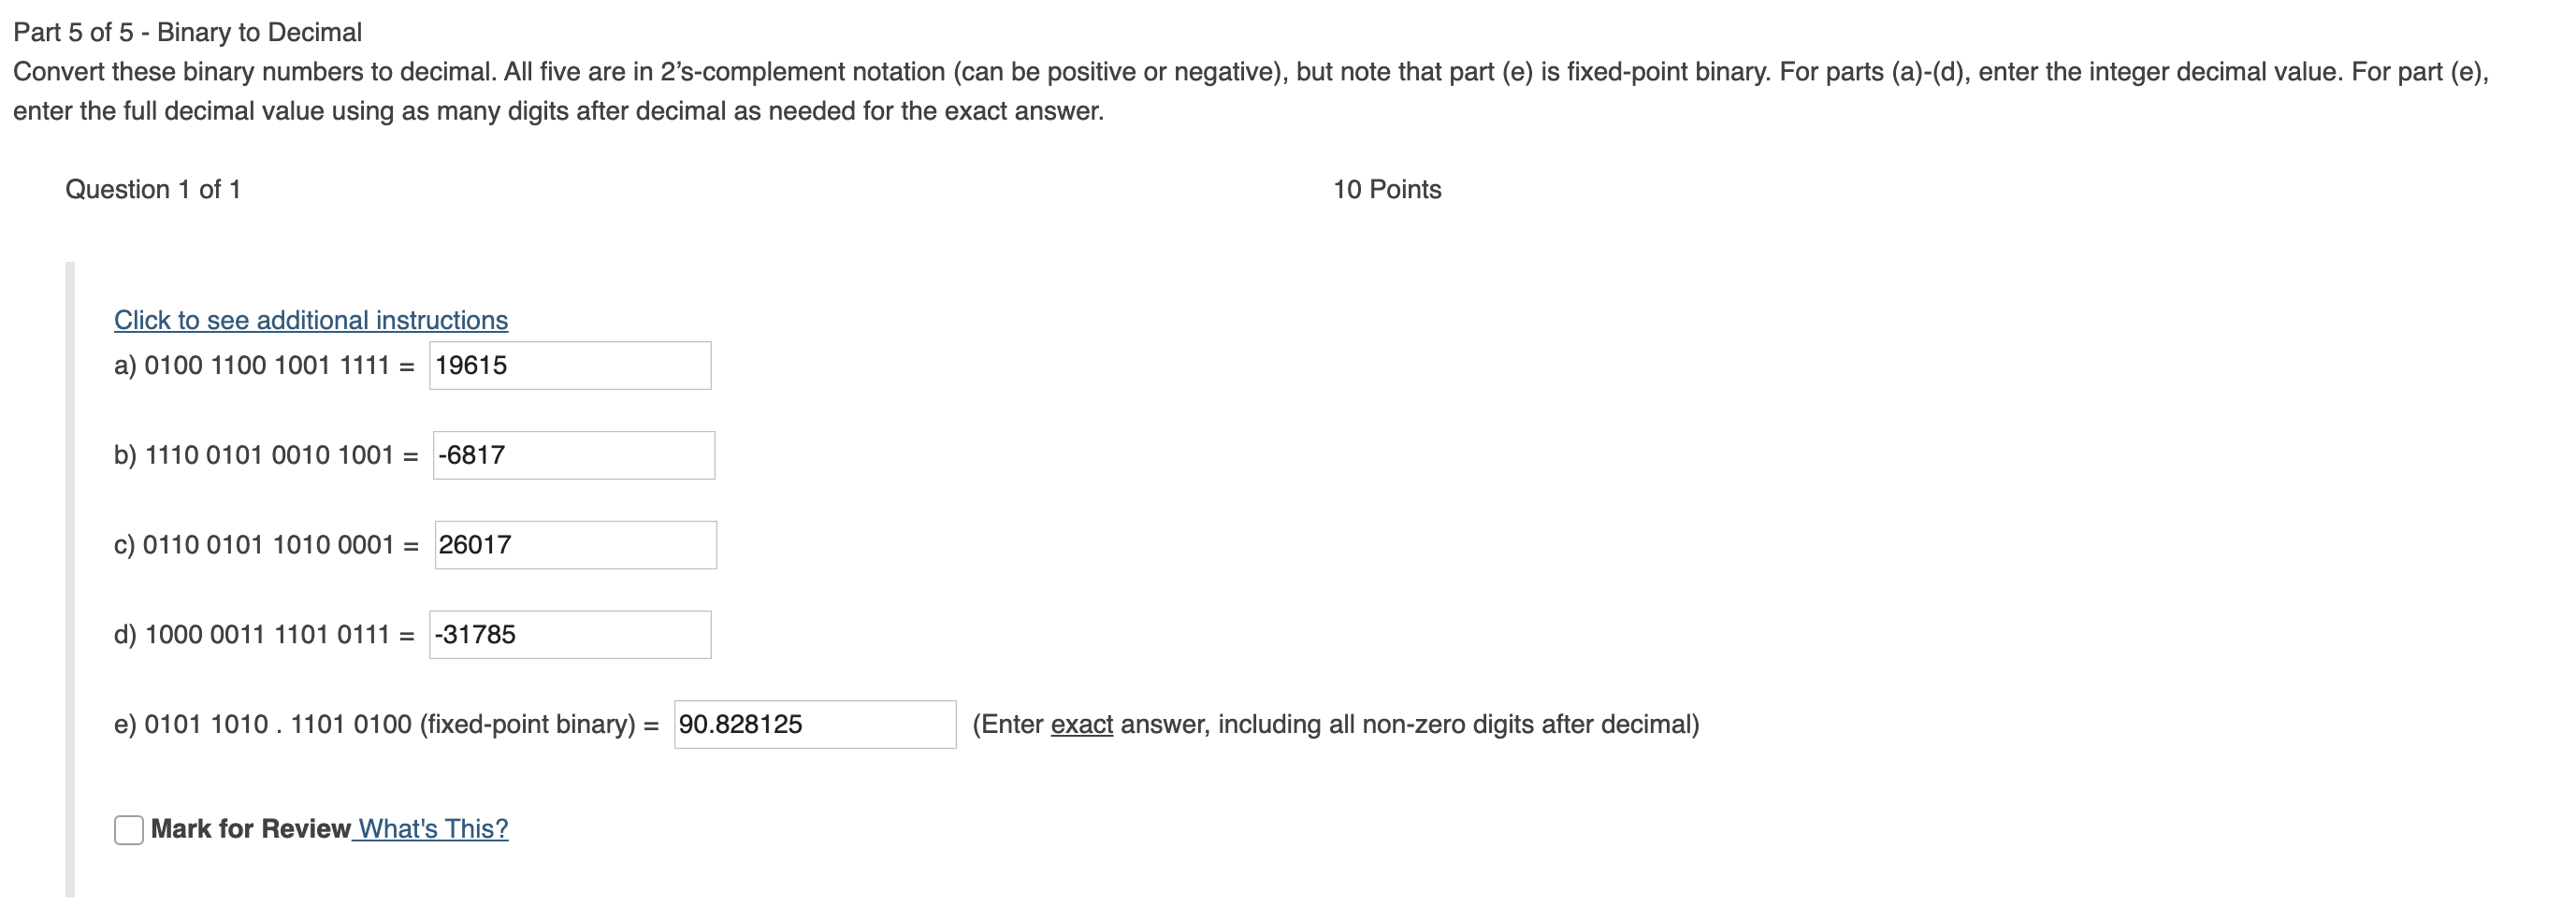 Part 5 of 5 - Binary to Decimal
Convert these binary numbers to decimal. All five are in 2’s-complement notation (can be positive or negative), but note that part (e) is fixed-point binary. For parts (a)-(d), enter the integer decimal value. For part (e),
enter the full decimal value using as many digits after decimal as needed for the exact answer.
Question 1 of 1 10 Points
Click to see additional instructions
a) 0100 1100 1001 1111 = 19615
b) 1110 0101 0010 1001 = -6817
c) 0110 0101 1010 0001 = 26017
d) 1000 0011 1101 0111 = -31785
e) 0101 1010 . 1101 0100 (fixed-point binary) = 90.828125 (Enter exact answer, including all non-zero digits after decimal)
Mark for Review What's This?